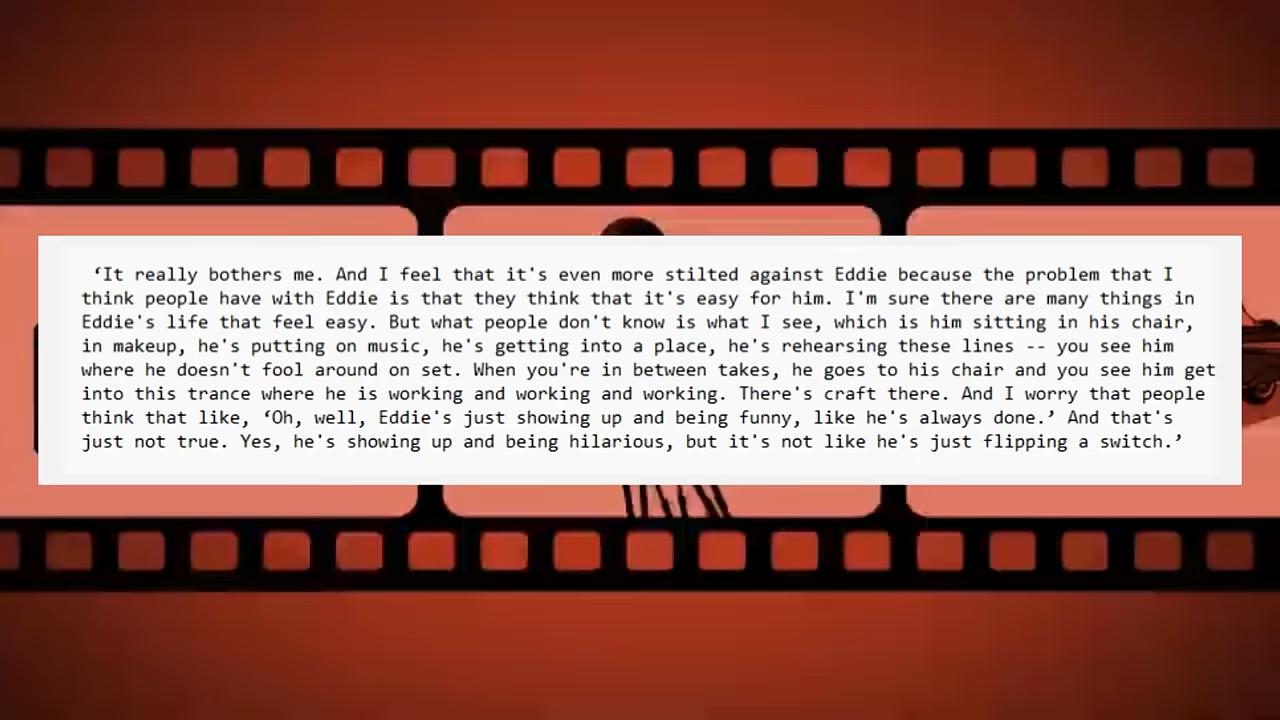 ‘It really bothers me. And I feel that it's even more stilted against Eddie because the problem that I
think people have with Eddie is that they think that it's easy for him. I'm sure there are many things in
Eddie's life that feel easy. But what people don't know is what I see, which is him sitting in his chair,
in makeup, he's putting on music, he's getting into a place, he's rehearsing these lines -- you see him
where he doesn't fool around on set. When you're in between takes, he goes to his chair and you see him get
into this trance where he is working and working and working. There's craft there. And I worry that people
think that like, ‘Oh, well, Eddie's just showing up and being funny, like he's always done.’ And that's
just not true. Yes, he's showing up and being hilarious, but it's not like he's just flipping a switch.’